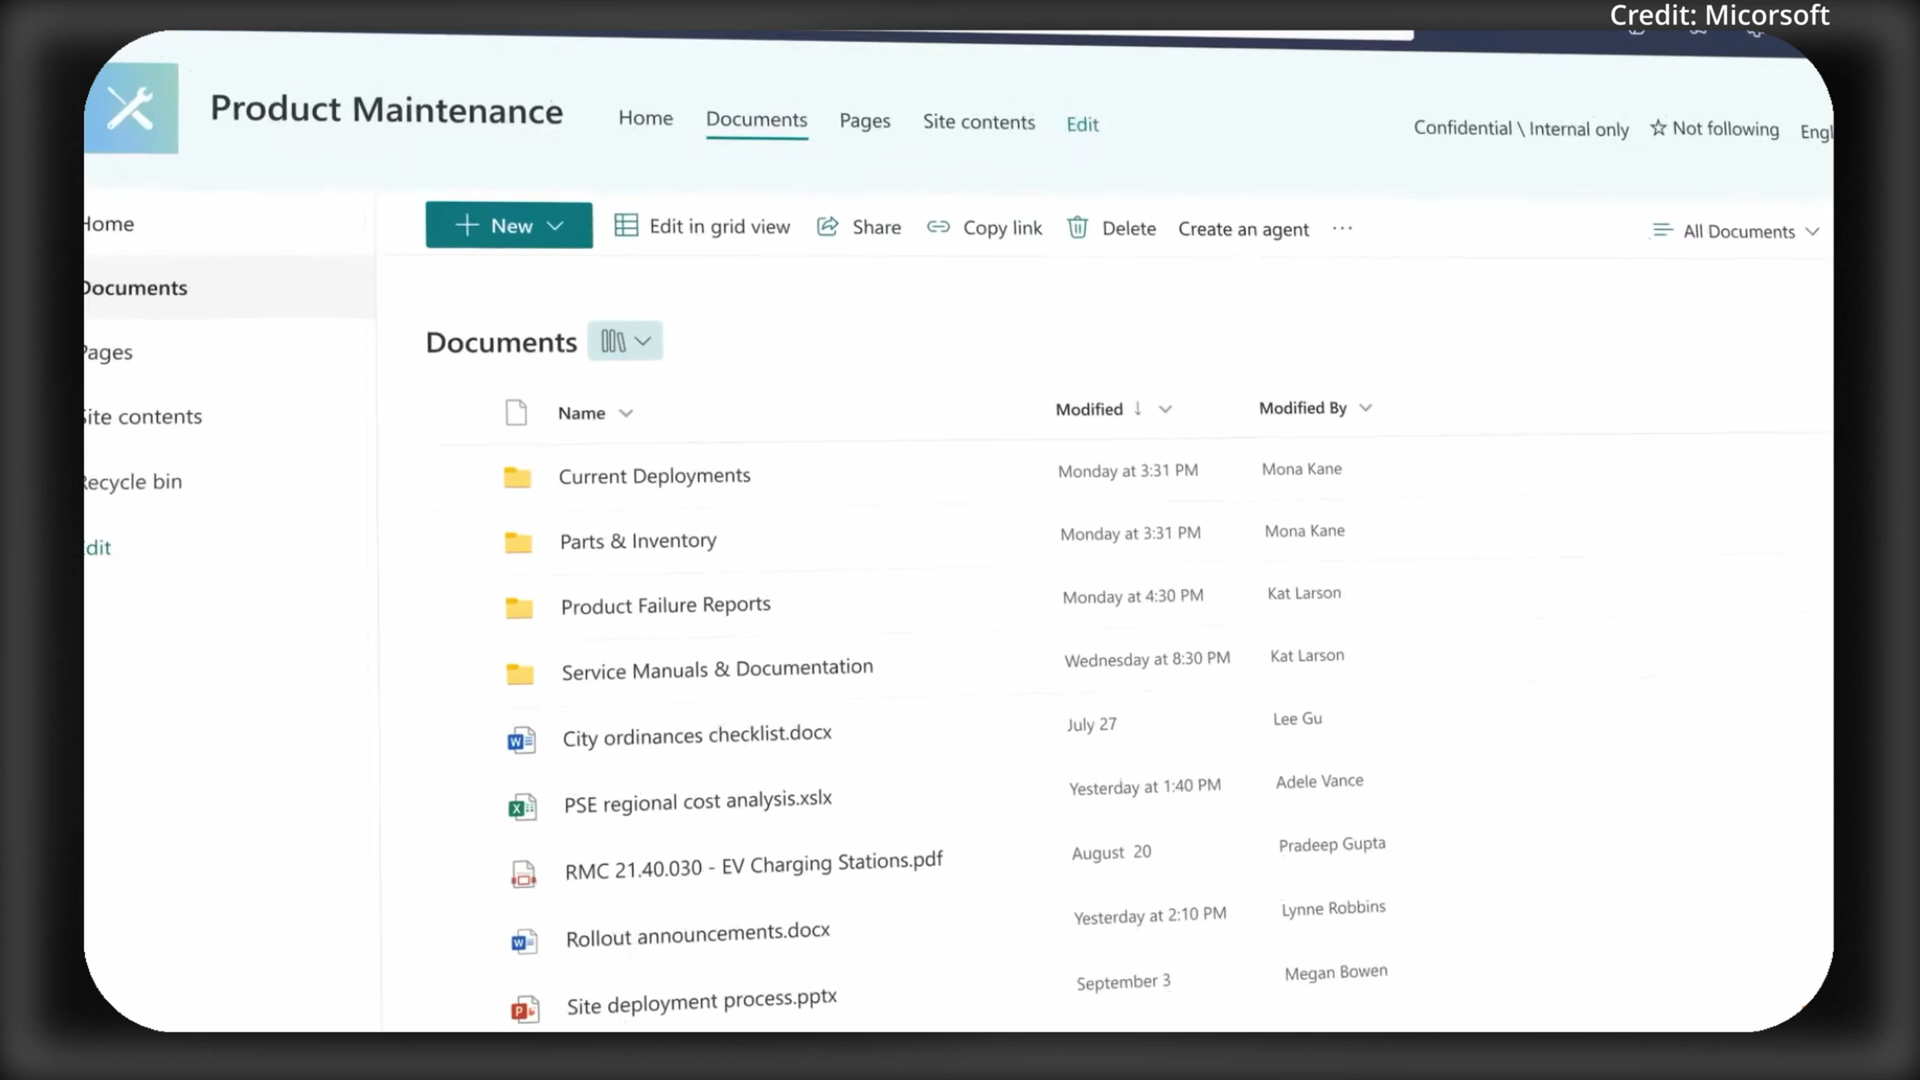 Credit: Micorsoft
Product Maintenance
Home Documents Pages Site contents Edit
Confidential \ Internal only Not following Engl
Home
Documents
Pages
Site contents
Recycle bin
Edit
New Edit in grid view Share Copy link Delete Create an agent ... All Documents
Documents
Name Modified ↓ Modified By
Current Deployments Monday at 3:31 PM Mona Kane
Parts & Inventory Monday at 3:31 PM Mona Kane
Product Failure Reports Monday at 4:30 PM Kat Larson
Service Manuals & Documentation Wednesday at 8:30 PM Kat Larson
City ordinances checklist.docx July 27 Lee Gu
PSE regional cost analysis.xslx Yesterday at 1:40 PM Adele Vance
RMC 21.40.030 - EV Charging Stations.pdf August 20 Pradeep Gupta
Rollout announcements.docx Yesterday at 2:10 PM Lynne Robbins
Site deployment process.pptx September 3 Megan Bowen